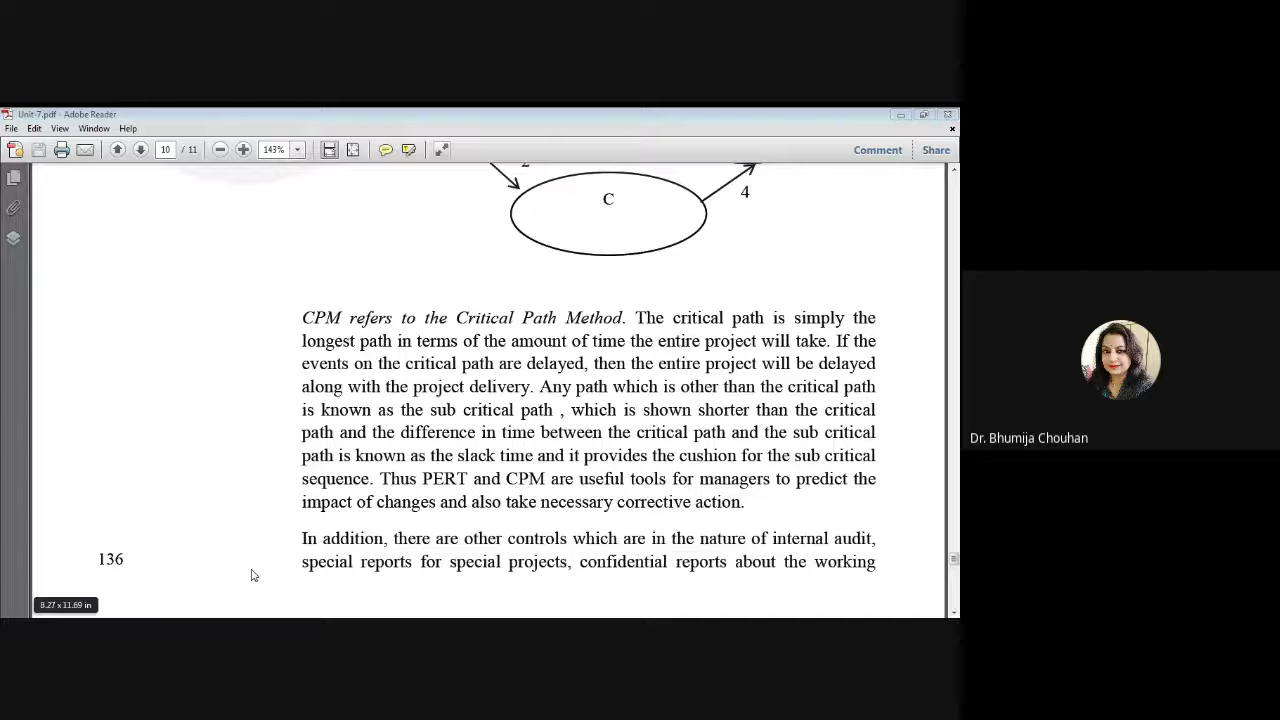 Unit-7.pdf - Adobe Reader
File Edit View Window Help
10 / 11 143% Comment Share
C
4
CPM refers to the Critical Path Method. The critical path is simply the
longest path in terms of the amount of time the entire project will take. If the
events on the critical path are delayed, then the entire project will be delayed
along with the project delivery. Any path which is other than the critical path
is known as the sub critical path , which is shown shorter than the critical
path and the difference in time between the critical path and the sub critical
path is known as the slack time and it provides the cushion for the sub critical
sequence. Thus PERT and CPM are useful tools for managers to predict the
impact of changes and also take necessary corrective action.
In addition, there are other controls which are in the nature of internal audit,
136
special reports for special projects, confidential reports about the working
8.27 x 11.69 in
Dr. Bhumija Chouhan